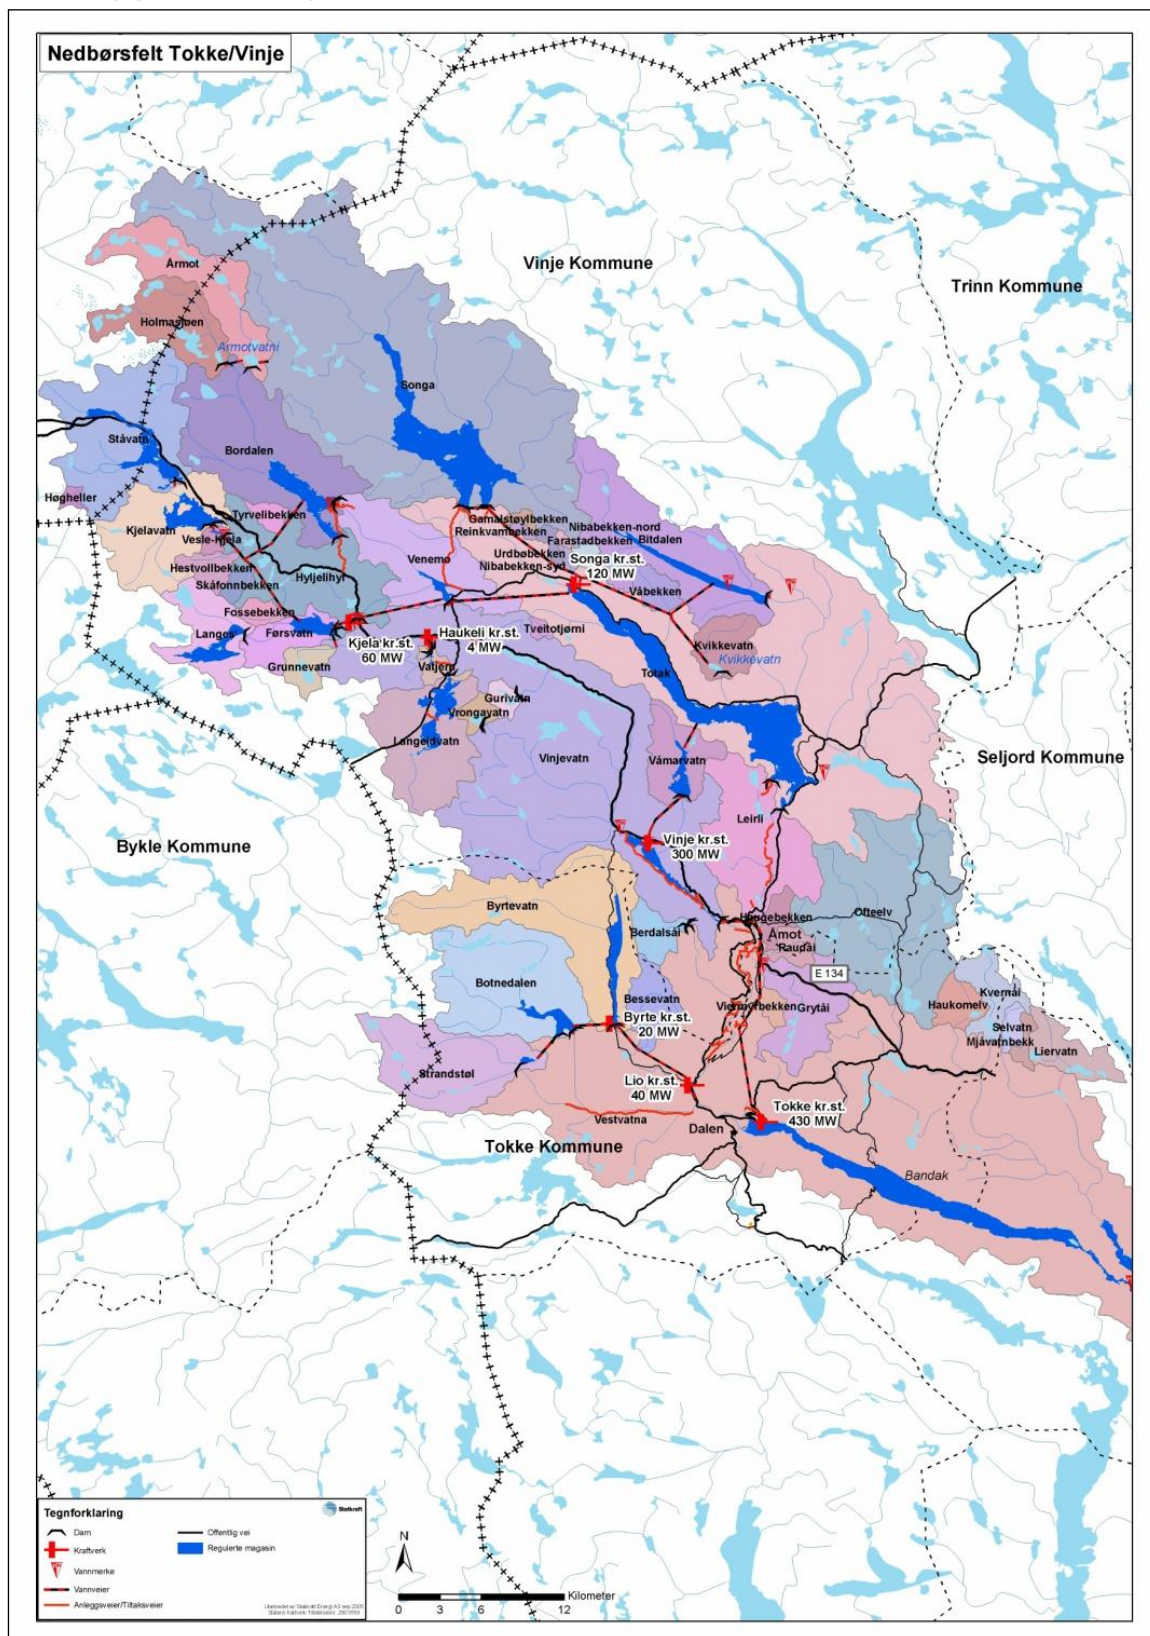 Nedbørsfelt Tokke/Vinje
Vinje Kommune
Trinn Kommune
Armot
Holmasjøen
Armotvatni
Songa
Ståvatn
Bordalen
Høgheller
Tyrvelibekken
Kjelavatn
Vesle-Kjela
Gamalstøylbekken
Reinkvambekken
Nibabekken-nord
Farastadbekken
Bitdalen
Urdbøbekken
Nibabekken-syd
Songa kr.st.
120 MW
Venemo
Hestvollbekken
Hyljelihyl
Skåfonnbekken
Våbekken
Fossebekken
Langes
Førsvatn
Kjela kr.st.
60 MW
Haukeli kr.st.
4 MW
Tveitotjørni
Kvikkevatn
Kvikkevatn
Grunnevatn
Vatjern
Totak
Gurivatn
Vrongavatn
Langeidvatn
Vinjevatn
Våmarvatn
Seljord Kommune
Leirli
Bykle Kommune
Vinje kr.st.
300 MW
Byrtevatn
Haugebekken
Ofteelv
Berdalsåi
Åmot
Raudåi
E 134
Botnedalen
Bessevatn
Grytåi
Haukomelv
Kvernåi
Selvatn
Mjåvatnbekk
Liervatn
Byrte kr.st.
20 MW
Strandstøl
Lio kr.st.
40 MW
Tokke kr.st.
430 MW
Vestvatna
Dalen
Tokke Kommune
Bandak
Tegnforklaring
Statkraft
Dam
Offentlig vei
Kraftverk
Regulerte magasin
Vannmerke
Vannveier
Anleggsveier/Tiltaksveier
N
Kilometer
0 3 6 12